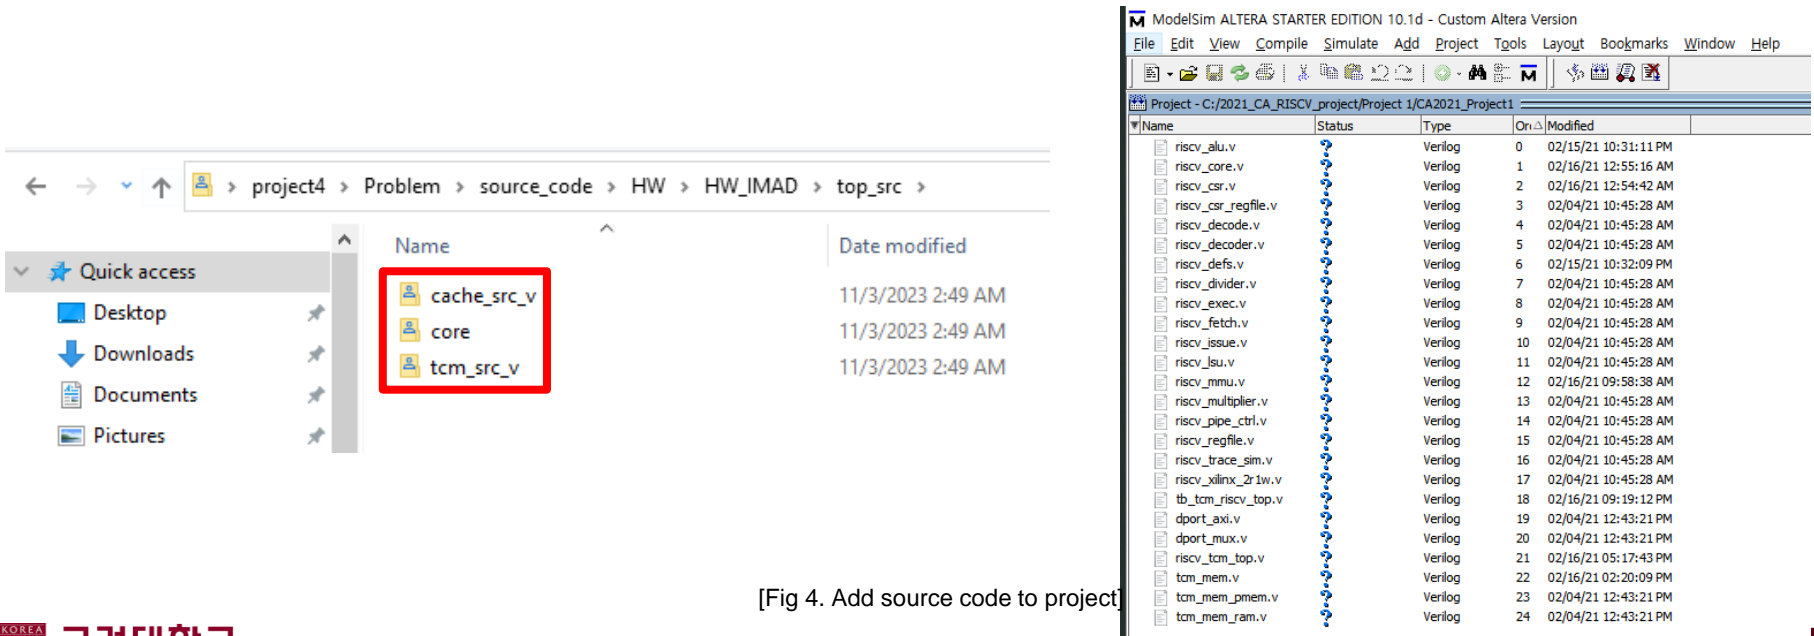 project4 > Problem > source_code > HW > HW_IMAD > top_src >
Name Date modified
Quick access
Desktop
Downloads
Documents
Pictures
cache_src_v 11/3/2023 2:49 AM
core 11/3/2023 2:49 AM
tcm_src_v 11/3/2023 2:49 AM
[Fig 4. Add source code to project]
KOREA
ModelSim ALTERA STARTER EDITION 10.1d - Custom Altera Version
File Edit View Compile Simulate Add Project Tools Layout Bookmarks Window Help
Project - C:/2021_CA_RISCV_project/Project 1/CA2021_Project1
Name Status Type Or Modified
riscv_alu.v Verilog 0 02/15/21 10:31:11 PM
riscv_core.v Verilog 1 02/16/21 12:55:16 AM
riscv_csr.v Verilog 2 02/16/21 12:54:42 AM
riscv_csr_regfile.v Verilog 3 02/04/21 10:45:28 AM
riscv_decode.v Verilog 4 02/04/21 10:45:28 AM
riscv_decoder.v Verilog 5 02/04/21 10:45:28 AM
riscv_defs.v Verilog 6 02/15/21 10:32:09 PM
riscv_divider.v Verilog 7 02/04/21 10:45:28 AM
riscv_exec.v Verilog 8 02/04/21 10:45:28 AM
riscv_fetch.v Verilog 9 02/04/21 10:45:28 AM
riscv_issue.v Verilog 10 02/04/21 10:45:28 AM
riscv_lsu.v Verilog 11 02/04/21 10:45:28 AM
riscv_mmu.v Verilog 12 02/16/21 09:58:38 AM
riscv_multiplier.v Verilog 13 02/04/21 10:45:28 AM
riscv_pipe_ctrl.v Verilog 14 02/04/21 10:45:28 AM
riscv_regfile.v Verilog 15 02/04/21 10:45:28 AM
riscv_trace_sim.v Verilog 16 02/04/21 10:45:28 AM
riscv_xilinx_2r1w.v Verilog 17 02/04/21 10:45:28 AM
tb_tcm_riscv_top.v Verilog 18 02/16/21 09:19:12 PM
dport_axi.v Verilog 19 02/04/21 12:43:21 PM
dport_mux.v Verilog 20 02/04/21 12:43:21 PM
riscv_tcm_top.v Verilog 21 02/16/21 05:17:43 PM
tcm_mem.v Verilog 22 02/16/21 02:20:09 PM
tcm_mem_pmem.v Verilog 23 02/04/21 12:43:21 PM
tcm_mem_ram.v Verilog 24 02/04/21 12:43:21 PM